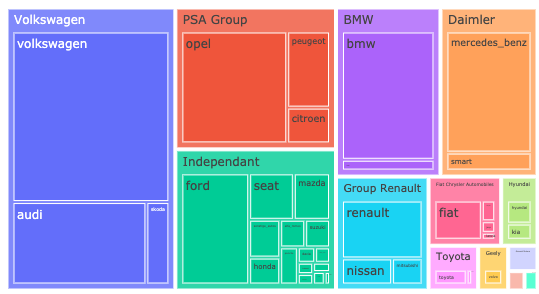 Volkswagen
volkswagen
audi
skoda
PSA Group
opel
peugeot
citroen
Independant
ford
seat
mazda
suzuki
honda
BMW
bmw
Daimler
mercedes_benz
smart
Group Renault
renault
nissan
mitsubishi
Fiat Chrysler Automobiles
fiat
Hyundai
hyundai
kia
Toyota
toyota
Geely
volvo